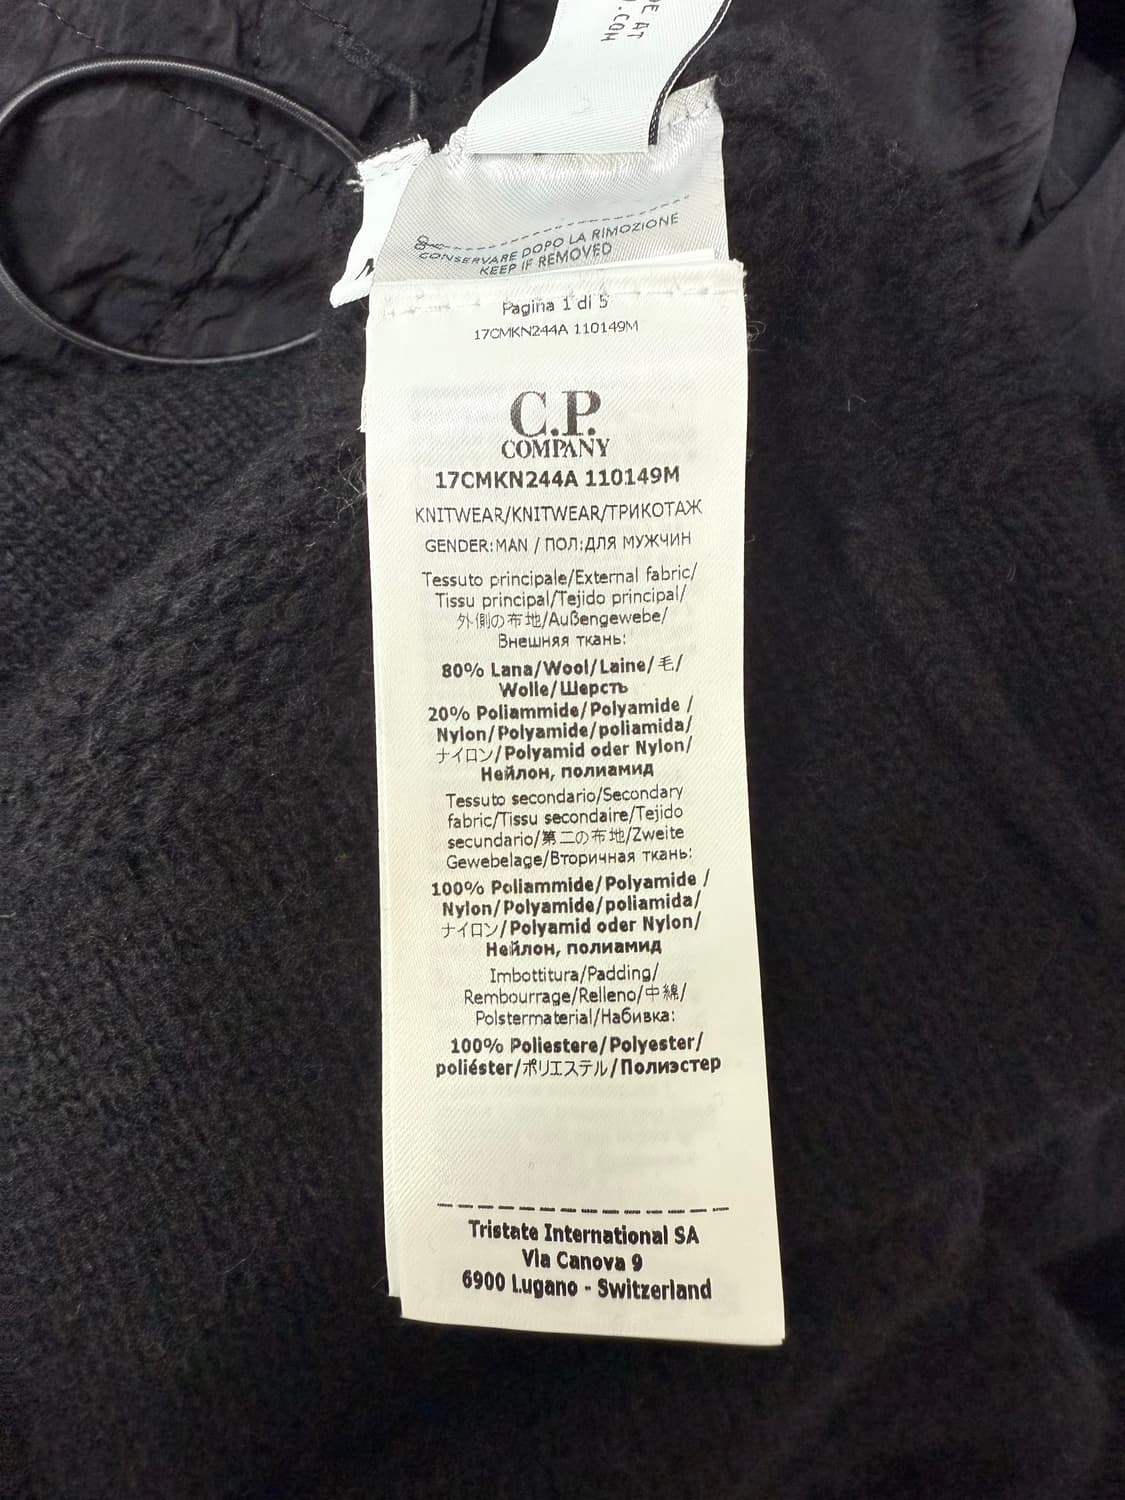 DE AT
.COM
CONSERVARE DOPO LA RIMOZIONE
KEEP IF REMOVED
Pagina 1 di 5
17CMKN244A 110149M
C.P.
COMPANY
17CMKN244A 110149M
KNITWEAR/KNITWEAR/ТРИКОТАЖ
GENDER:MAN / ПОЛ:ДЛЯ МУЖЧИН
Tessuto principale/External fabric/
Tissu principal/Tejido principal/
外側の布地/Außengewebe/
Внешняя ткань:
80% Lana/Wool/Laine/毛/
Wolle/Шерсть
20% Poliammide/Polyamide /
Nylon/Polyamide/poliamida/
ナイロン/Polyamid oder Nylon/
Нейлон, полиамид
Tessuto secondario/Secondary
fabric/Tissu secondaire/Tejido
secundario/第二の布地/Zweite
Gewebelage/Вторичная ткань:
100% Poliammide/Polyamide /
Nylon/Polyamide/poliamida/
ナイロン/Polyamid oder Nylon/
Нейлон, полиамид
Imbottitura/Padding/
Rembourrage/Relleno/中綿/
Polstermaterial/Набивка:
100% Poliestere/Polyester/
poliéster/ポリエステル/Полиэстер
Tristate International SA
Via Canova 9
6900 Lugano - Switzerland